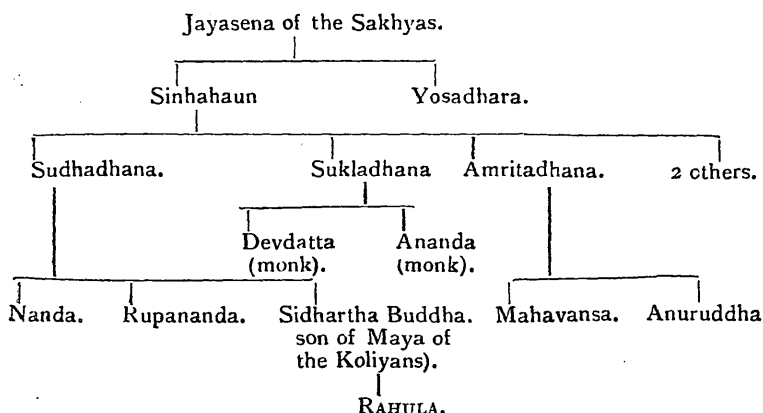 Jayasena of the Sakhyas.
Sinhahaun Yosadhara.
Sudhadhana. Sukladhana Amritadhana. 2 others.
Devdatta Ananda
(monk). (monk).
Nanda. Rupananda. Sidhartha Buddha. Mahavansa. Anuruddha
son of Maya of
the Koliyans).
RAHULA.